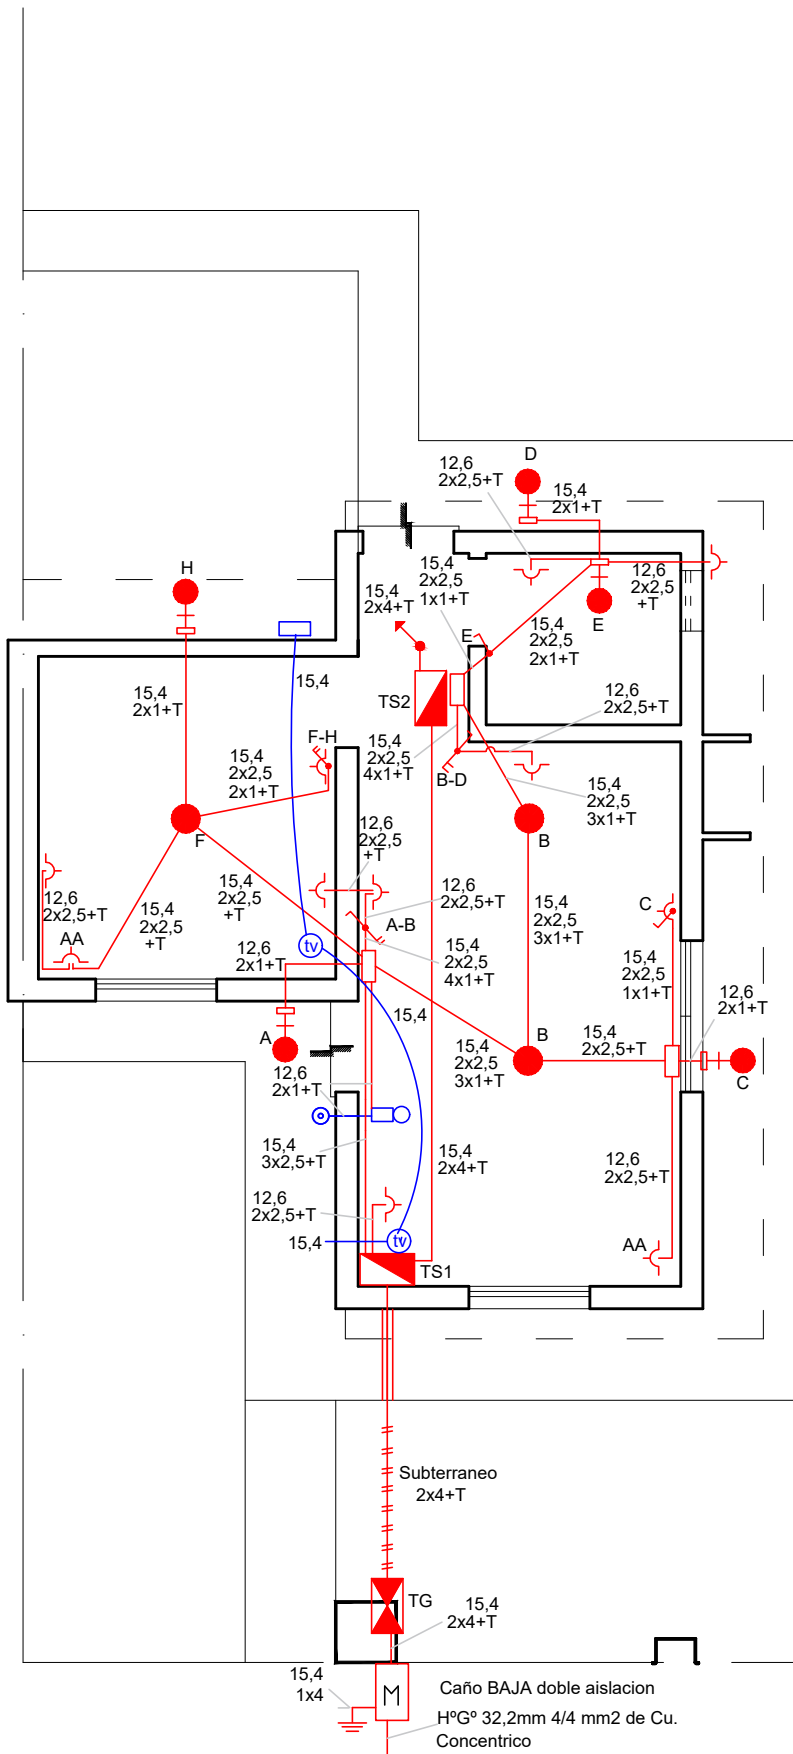 D
12,6
2x2,5+T
15,4
2x1+T
15,4
2x2,5
1x1+T
12,6
2x2,5
+T
H
15,4
2x4+T
E
15,4
2x2,5
2x1+T
E
15,4
TS2
12,6
2x2,5+T
15,4
2x1+T
F-H
15,4
2x2,5
4x1+T
B-D
15,4
2x2,5
2x1+T
15,4
2x2,5
3x1+T
F
B
12,6
2x2,5
+T
15,4
2x2,5
+T
12,6
2x2,5+T
12,6
2x2,5+T
15,4
2x2,5
+T
A-B
15,4
2x2,5
3x1+T
C
AA
tv
12,6
2x1+T
15,4
2x2,5
4x1+T
15,4
2x2,5
1x1+T
12,6
2x1+T
15,4
A
15,4
2x2,5
3x1+T
B
15,4
2x2,5+T
C
12,6
2x1+T
15,4
3x2,5+T
15,4
2x4+T
12,6
2x2,5+T
12,6
2x2,5+T
15,4
tv
AA
TS1
Subterraneo
2x4+T
TG
15,4
2x4+T
15,4
1x4
M
Caño BAJA doble aislacion
HºGº 32,2mm 4/4 mm2 de Cu.
Concentrico